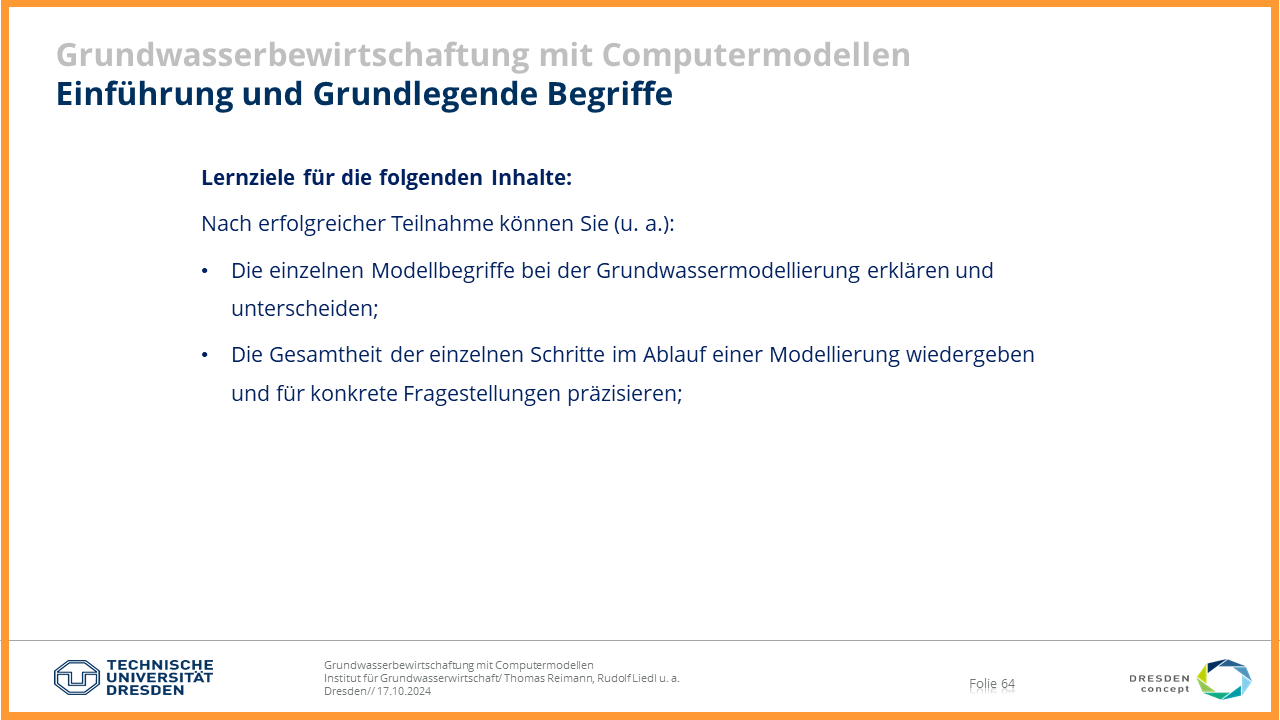 Grundwasserbewirtschaftung mit Computermodellen
Einführung und Grundlegende Begriffe
Lernziele für die folgenden Inhalte:
Nach erfolgreicher Teilnahme können Sie (u. a.):
• Die einzelnen Modellbegriffe bei der Grundwassermodellierung erklären und
unterscheiden;
• Die Gesamtheit der einzelnen Schritte im Ablauf einer Modellierung wiedergeben
und für konkrete Fragestellungen präzisieren;
TECHNISCHE
UNIVERSITÄT
DRESDEN
Grundwasserbewirtschaftung mit Computermodellen
Institut für Grundwasserwirtschaft/ Thomas Reimann, Rudolf Liedl u. a.
Dresden// 17.10.2024
Folie 64
DRESDEN
concept